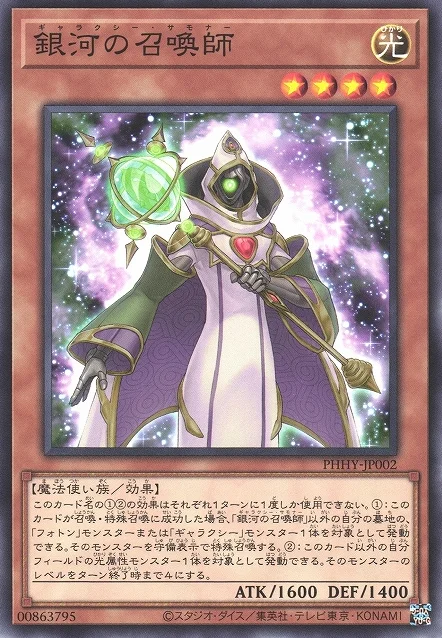 ギャラクシー・サモナー
銀河の召喚師
ひかり
光
PHHY-JP002
【魔法使い族/効果】
このカード名の①②の効果はそれぞれ1ターンに1度しか使用できない。①:こ
のカードが召喚・特殊召喚に成功した場合、「銀河の召喚師」以外の自分の墓地の、
「フォトン」モンスターまたは「ギャラクシー」モンスター1体を対象として発動
できる。そのモンスターを守備表示で特殊召喚する。②:このカード以外の自分
フィールドの光属性モンスター1体を対象として発動できる。そのモンスターの
レベルをターン終了時まで4にする。
ATK/1600 DEF/1400
00863795
©スタジオ・ダイス/集英社・テレビ東京・KONAMI